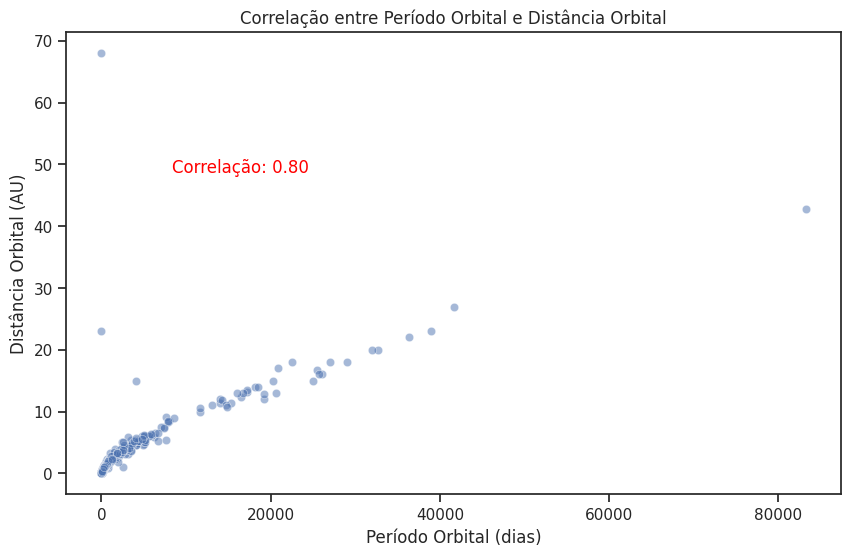 Correlação entre Período Orbital e Distância Orbital
70
60
Correlação: 0.80
50
40
30
20
10
0
Distância Orbital (AU)
0 20000 40000 60000 80000
Período Orbital (dias)